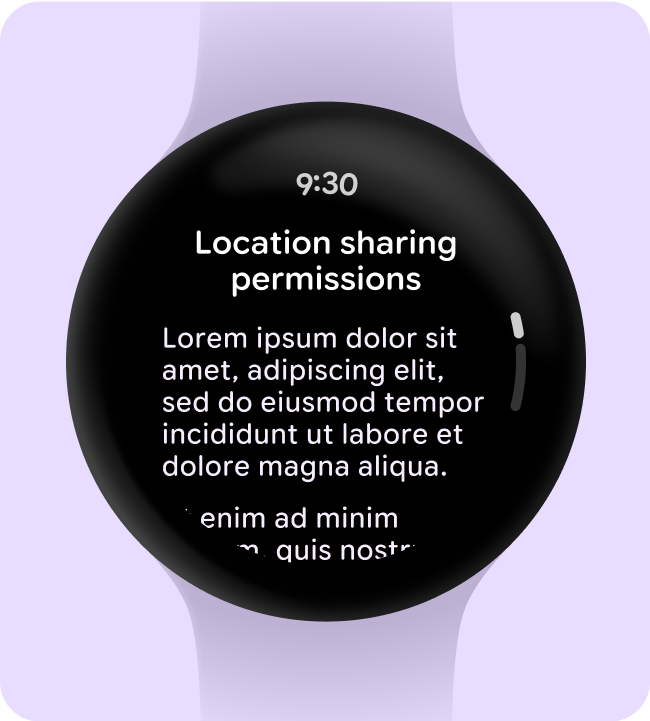 9:30
Location sharing
permissions
Lorem ipsum dolor sit
amet, adipiscing elit,
sed do eiusmod tempor
incididunt ut labore et
dolore magna aliqua.
enim ad minim
quis